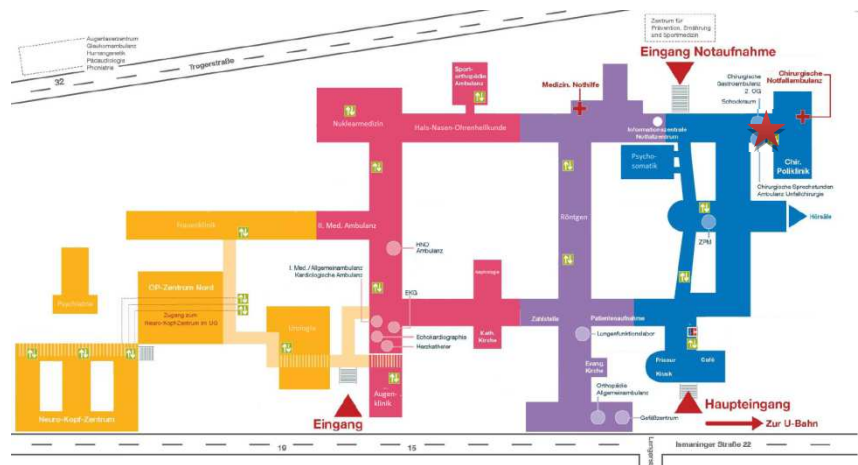 Augenlaserzentrum
Glaukomambulanz
Humangenetik
Pädaudiologie
Phoniatrie
32
Trogerstraße
Zentrum für
Prävention, Ernährung
und Sportmedizin
Eingang Notaufnahme
Sport-
orthopädie
Ambulanz
Medizin. Nothilfe
Chirurgische
Gastroambulanz
2. OG
Schockraum
Chirurgische
Notfallambulanz
Nuklearmedizin
Hals-Nasen-Ohrenheilkunde
Informationszentrale
Notfallzentrum
Psycho-
somatik
Chir.
Poliklinik
Chirurgische Sprechstunden
Ambulanz Unfallchirurgie
Frauenklinik
II. Med. Ambulanz
Röntgen
Hörsäle
HNO
Ambulanz
ZPM
I. Med. / Allgemeinambulanz
Kardiologische Ambulanz
EKG
OP-Zentrum Nord
Psychiatrie
Zugang zum
Neuro-Kopf-Zentrum im UG
Urologie
Kath.
Kirche
Zahlstelle
Patientenaufnahme
Echokardiographie
Herzkatheter
Lungenfunktionslabor
Evang.
Kirche
Friseur
Café
Kiosk
Augen-
klinik
Orthopädie
Allgemeinambulanz
Gefäßzentrum
Neuro-Kopf-Zentrum
Eingang
Haupteingang
Zur U-Bahn
19
15
Ismaninger Straße 22